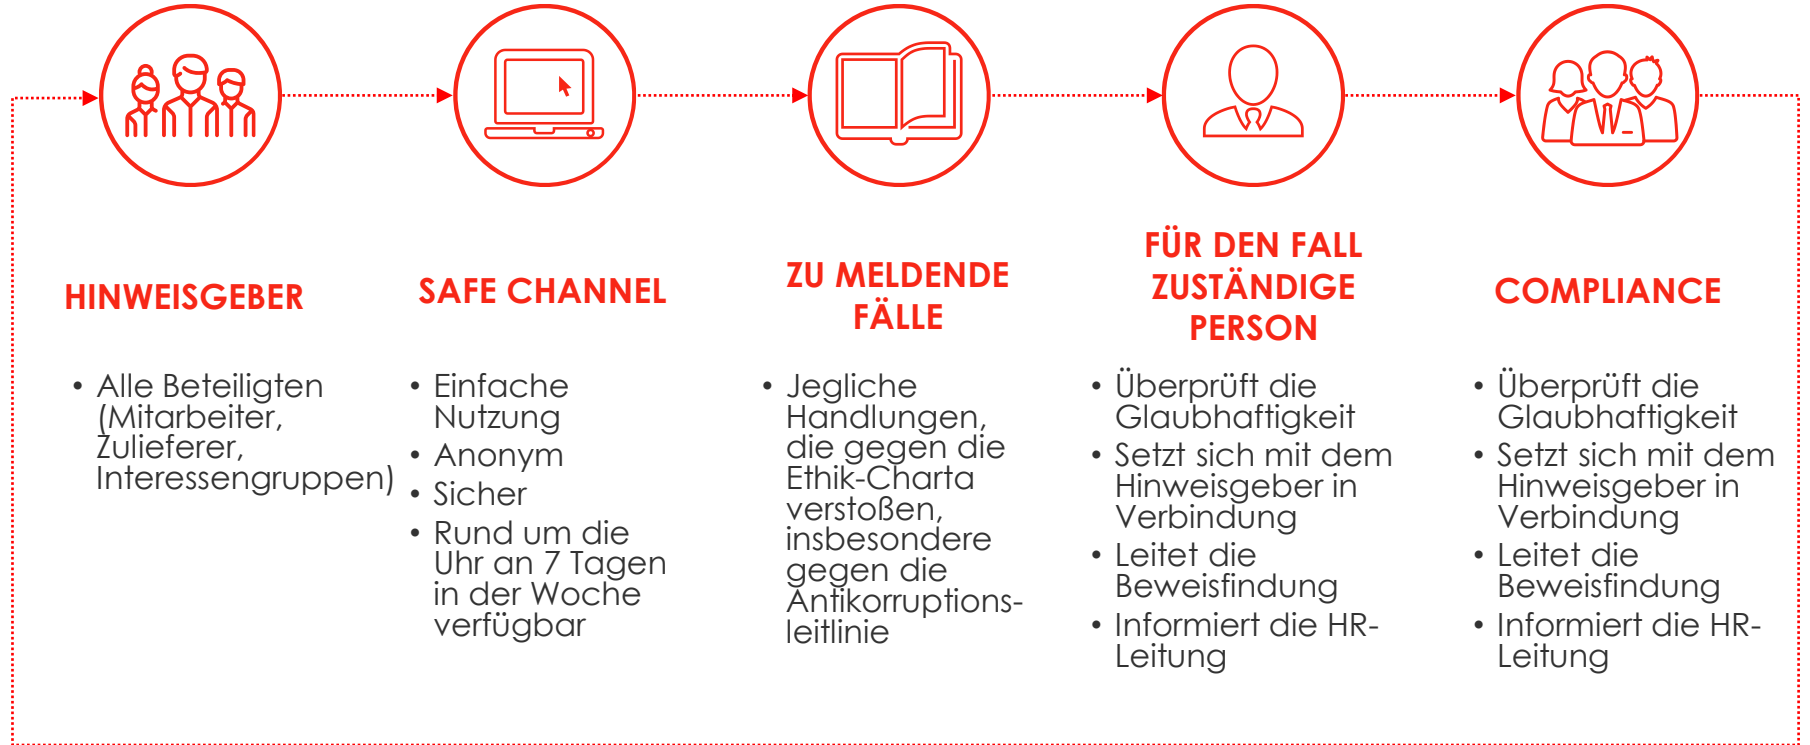 HINWEISGEBER
• Alle Beteiligten
(Mitarbeiter,
Zulieferer,
Interessengruppen)
SAFE CHANNEL
• Einfache
Nutzung
• Anonym
• Sicher
• Rund um die
Uhr an 7 Tagen
in der Woche
verfügbar
ZU MELDENDE
FÄLLE
• Jegliche
Handlungen,
die gegen die
Ethik-Charta
verstoßen,
insbesondere
gegen die
Antikorruptions-
leitlinie
FÜR DEN FALL
ZUSTÄNDIGE
PERSON
• Überprüft die
Glaubhaftigkeit
• Setzt sich mit dem
Hinweisgeber in
Verbindung
• Leitet die
Beweisfindung
• Informiert die HR-
Leitung
COMPLIANCE
• Überprüft die
Glaubhaftigkeit
• Setzt sich mit dem
Hinweisgeber in
Verbindung
• Leitet die
Beweisfindung
• Informiert die HR-
Leitung